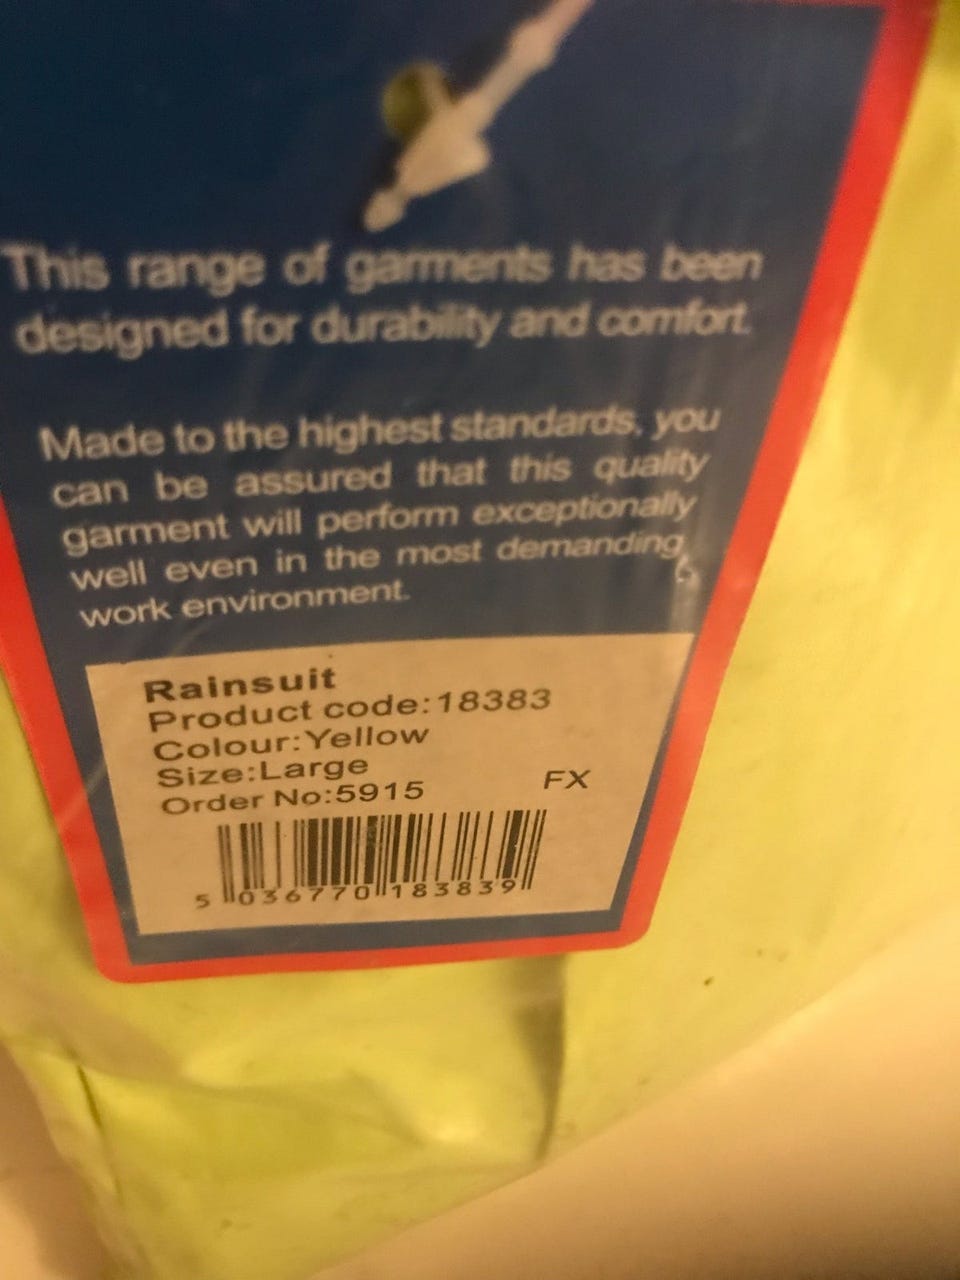 This range of garments has been
designed for durability and comfort.
Made to the highest standards, you
can be assured that this quality
garment will perform exceptionally
well even in the most demanding
work environment.
Rainsuit
Product code:18383
Colour:Yellow
Size:Large
Order No:5915 FX
5 036770 183839